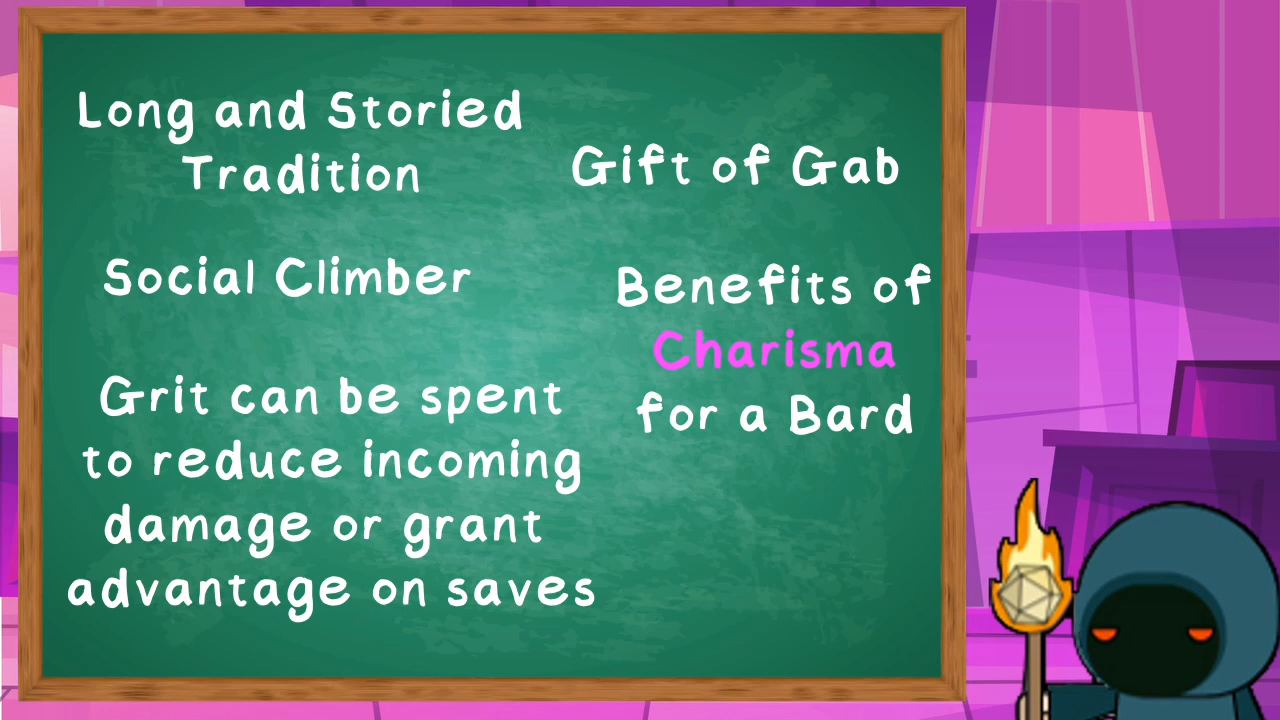 Long and Storied
Tradition
Social Climber
Grit can be spent
to reduce incoming
damage or grant
advantage on saves
Gift of Gab
Benefits of
Charisma
for a Bard